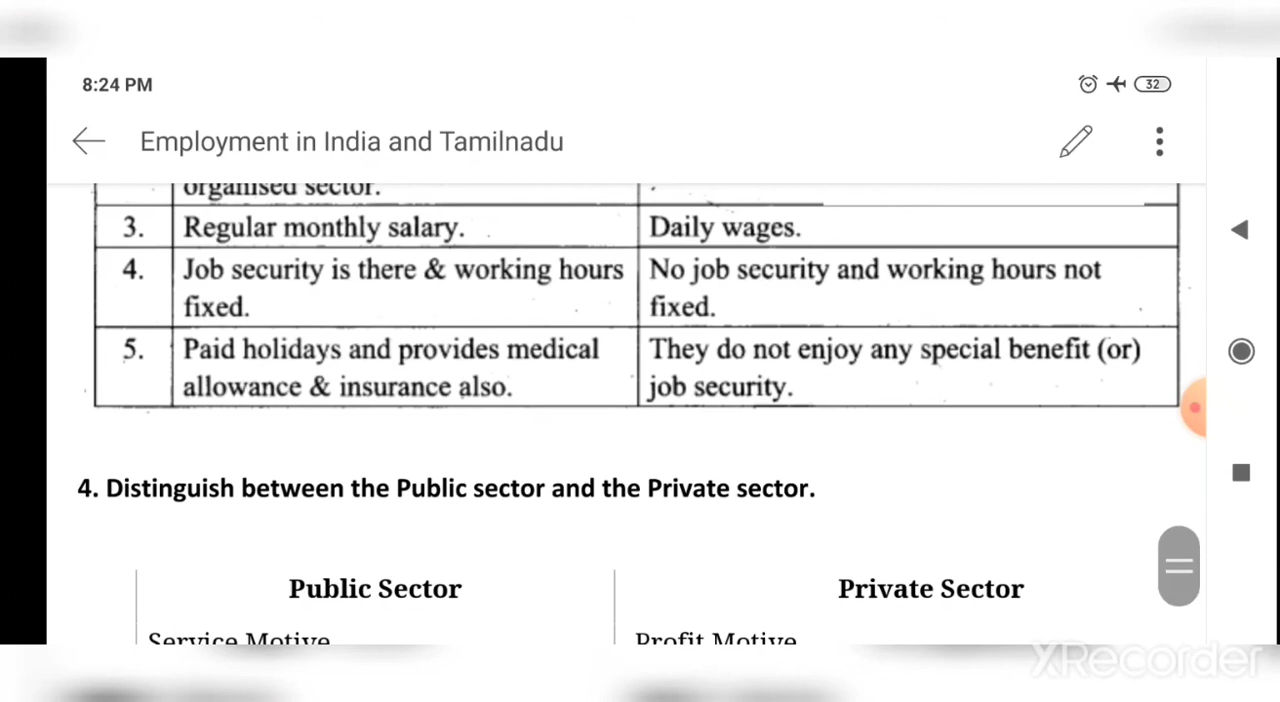 8:24 PM
32
Employment in India and Tamilnadu
organised sector.
3. Regular monthly salary. Daily wages.
4. Job security is there & working hours No job security and working hours not
fixed. fixed.
5. Paid holidays and provides medical They do not enjoy any special benefit (or)
allowance & insurance also. job security.
4. Distinguish between the Public sector and the Private sector.
Public Sector Private Sector
Service Motive Profit Motive
XRecorder